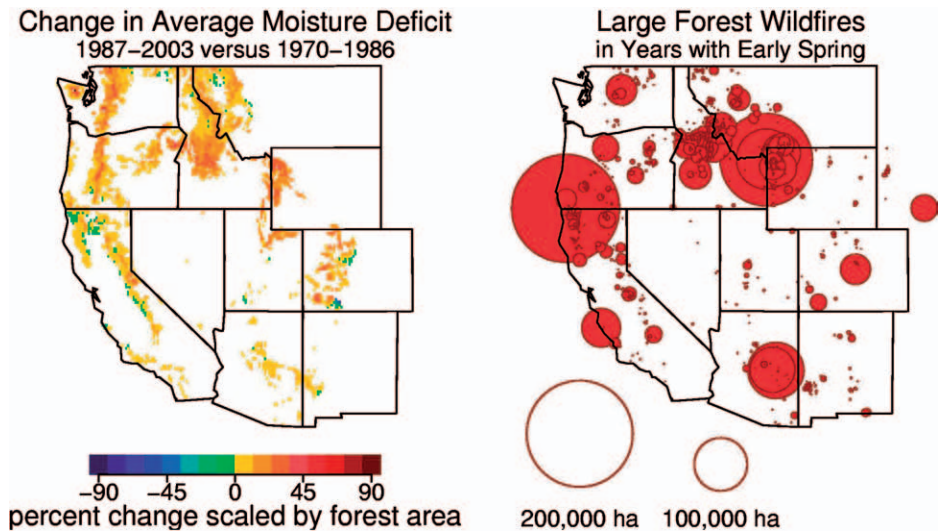 Change in Average Moisture Deficit
1987–2003 versus 1970–1986
Large Forest Wildfires
in Years with Early Spring
−90 −45 0 45 90
percent change scaled by forest area
200,000 ha
100,000 ha